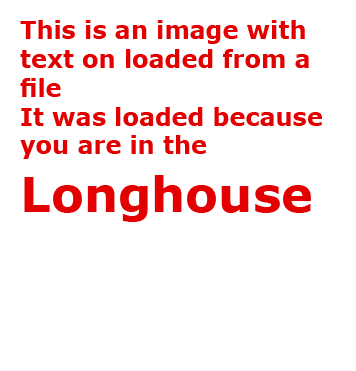 This is an image with
text on loaded from a
file
It was loaded because
you are in the
Longhouse